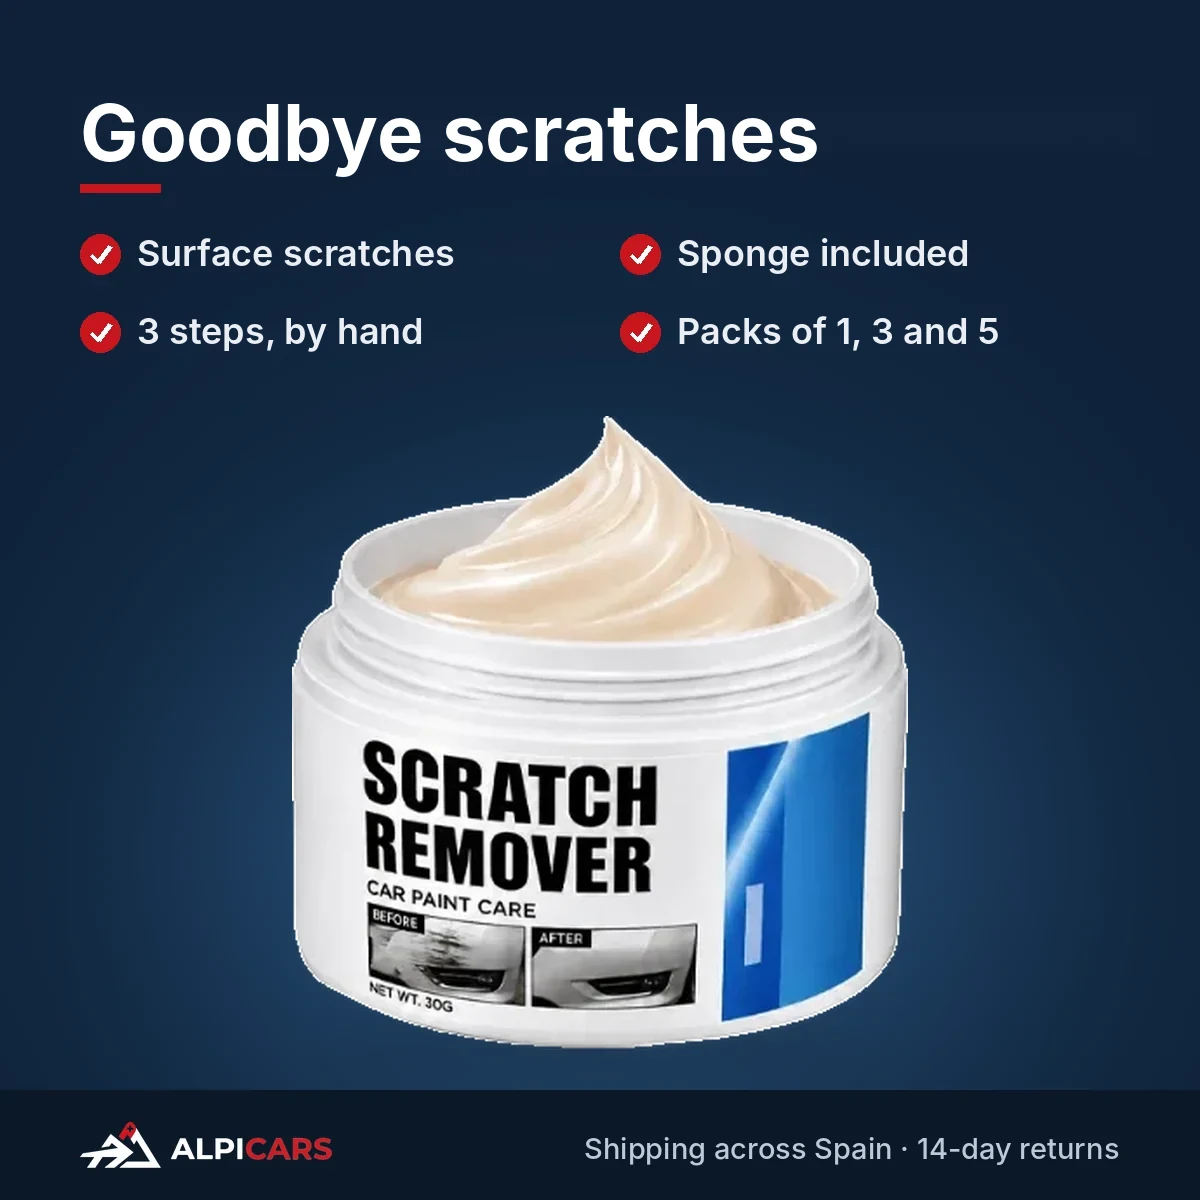 Goodbye scratches
Surface scratches
Sponge included
3 steps, by hand
Packs of 1, 3 and 5
SCRATCH
REMOVER
CAR PAINT CARE
BEFORE
AFTER
NET WT. 30G
ALPICARS
Shipping across Spain · 14-day returns